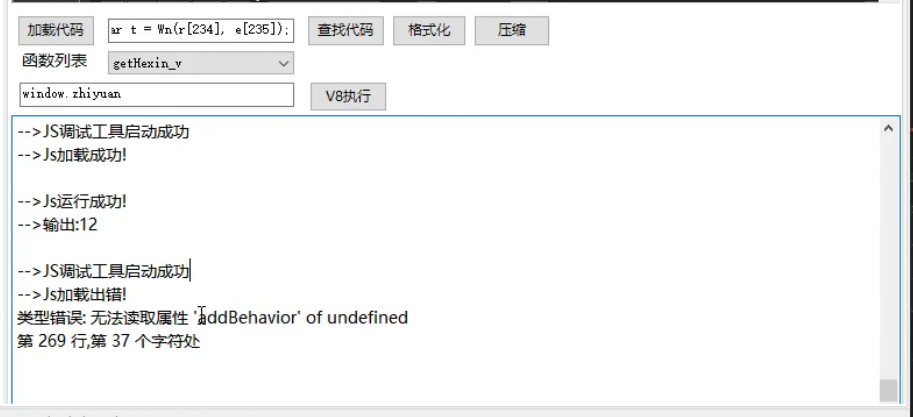 加载代码 ar t = Wn(r[234], e[235]); 查找代码 格式化 压缩
函数列表 getHexin_v
window.zhiyuan V8执行
-->JS调试工具启动成功
-->Js加载成功!
-->Js运行成功!
-->输出:12
-->JS调试工具启动成功
-->Js加载出错!
类型错误: 无法读取属性 'addBehavior' of undefined
第 269 行,第 37 个字符处